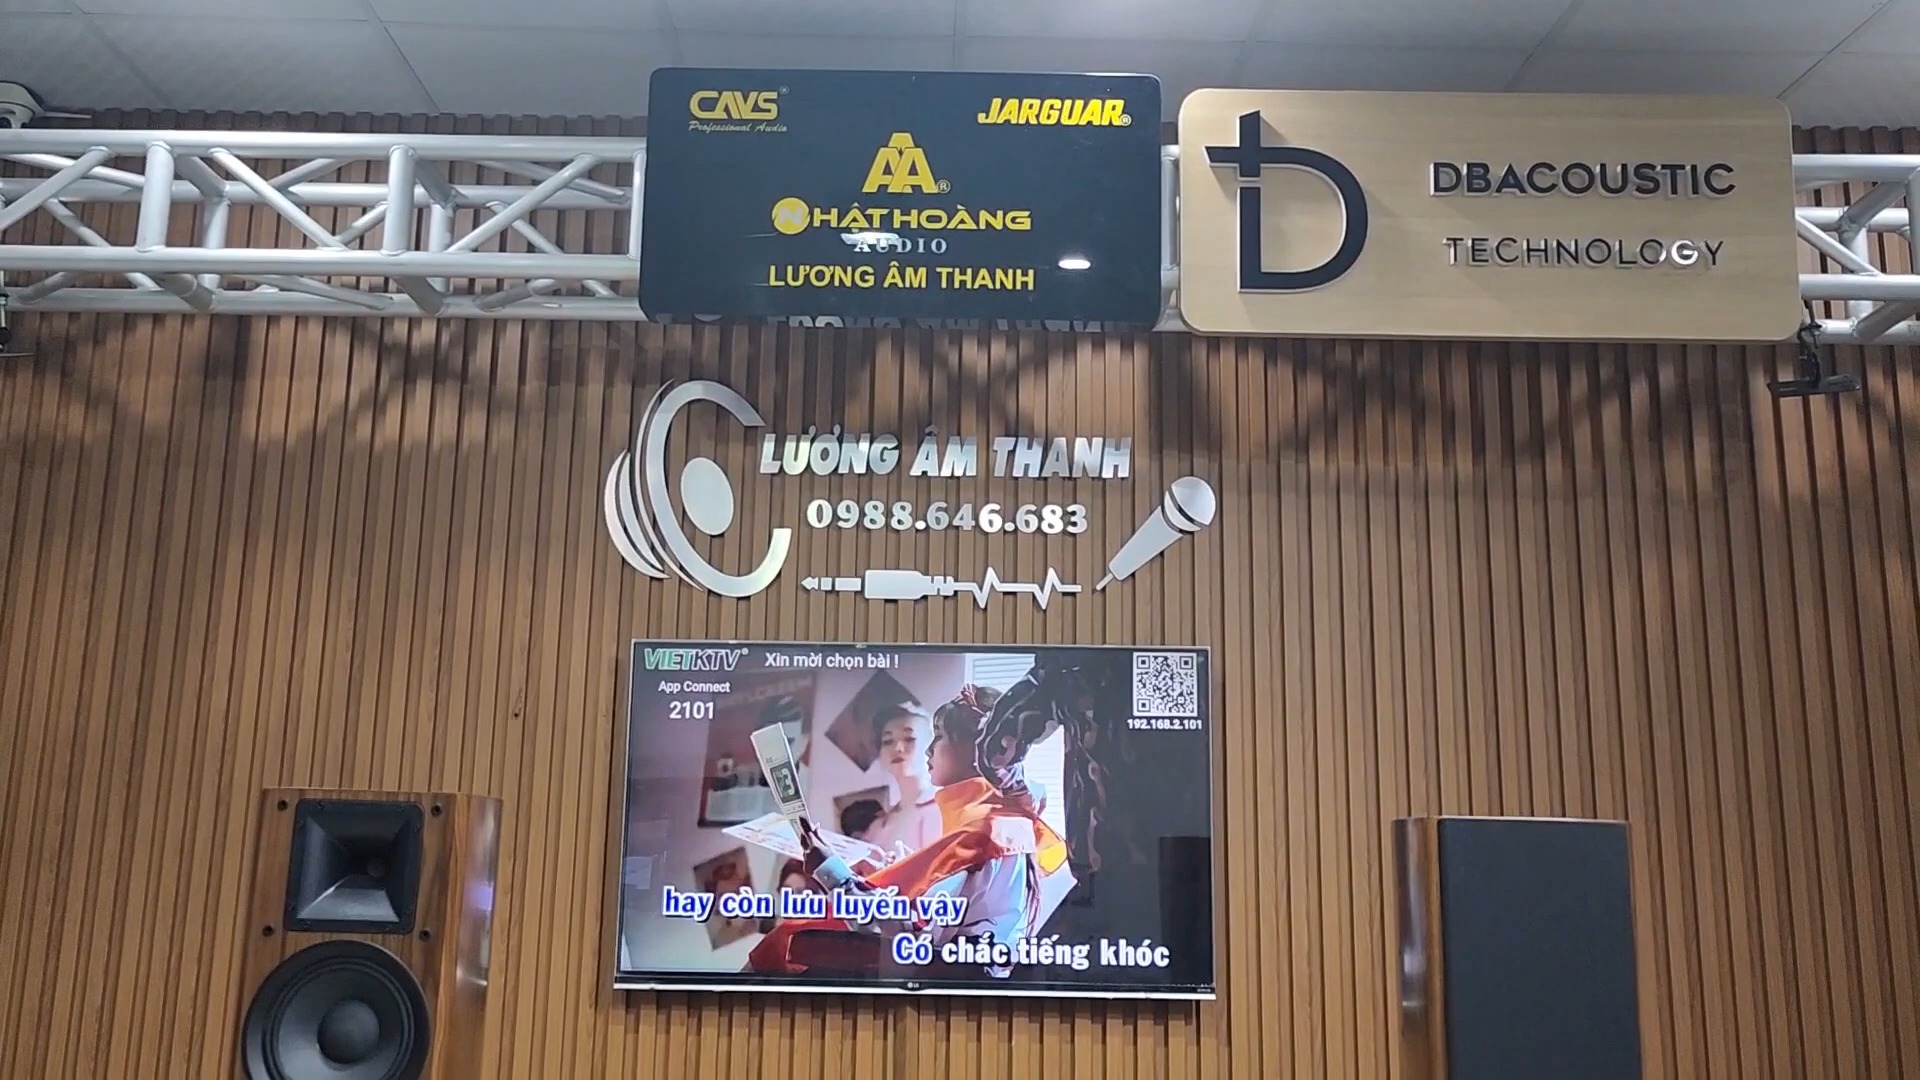 CAVS®
Professional Audio
JARGUAR®
AA®
NHẬT HOÀNG
AUDIO
LƯƠNG ÂM THANH
DBACOUSTIC
TECHNOLOGY
LƯƠNG ÂM THANH
0988.646.683
VIETKTV® Xin mời chọn bài !
App Connect
2101
192.168.2.101
hay còn lưu luyến vậy
Có chắc tiếng khóc
LG